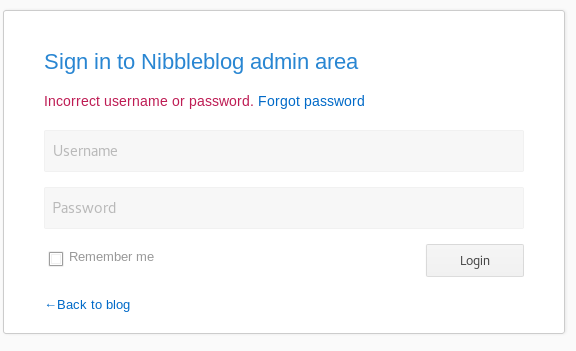 Sign in to Nibbleblog admin area
Incorrect username or password. Forgot password
Username
Password
Remember me Login
←Back to blog